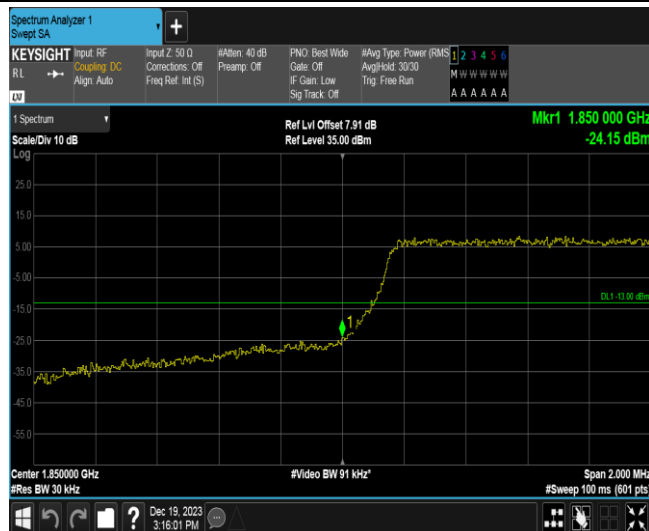 Spectrum Analyzer 1
Swept SA
KEYSIGHT
RL
LXI
Input: RF
Coupling: DC
Align: Auto
Input Z: 50 Ω
Corrections: Off
Freq Ref: Int (S)
#Atten: 40 dB
Preamp: Off
PNO: Best Wide
Gate: Off
IF Gain: Low
Sig Track: Off
#Avg Type: Power (RMS
Avg|Hold: 30/30
Trig: Free Run
1 2 3 4 5 6
M W W W W W
A A A A A A
1 Spectrum
Scale/Div 10 dB
Log
Ref Lvl Offset 7.91 dB
Ref Level 35.00 dBm
Mkr1 1.850 000 GHz
-24.15 dBm
25.0
15.0
5.00
-5.00
DL1 -13.00 dBm
-15.0
1
-25.0
-35.0
-45.0
-55.0
Center 1.850000 GHz
#Video BW 91 kHz*
Span 2.000 MHz
#Res BW 30 kHz
#Sweep 100 ms (601 pts)
?
Dec 19, 2023
3:16:01 PM